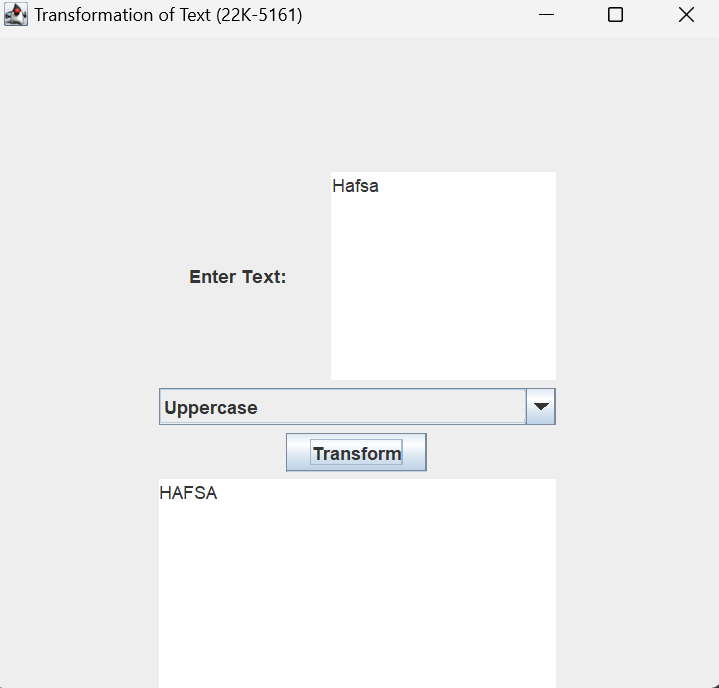 Transformation of Text (22K-5161)
Hafsa
Enter Text:
Uppercase
Transform
HAFSA